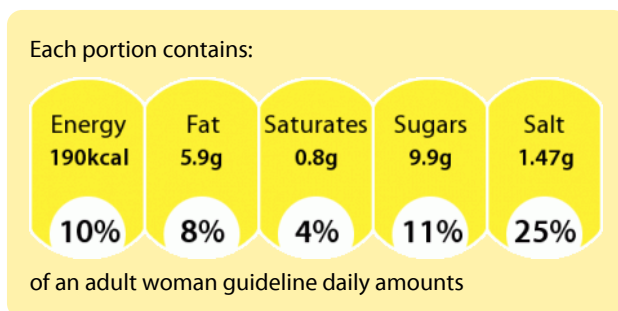 Each portion contains:
Energy Fat Saturates Sugars Salt
190kcal 5.9g 0.8g 9.9g 1.47g
10% 8% 4% 11% 25%
of an adult woman guideline daily amounts